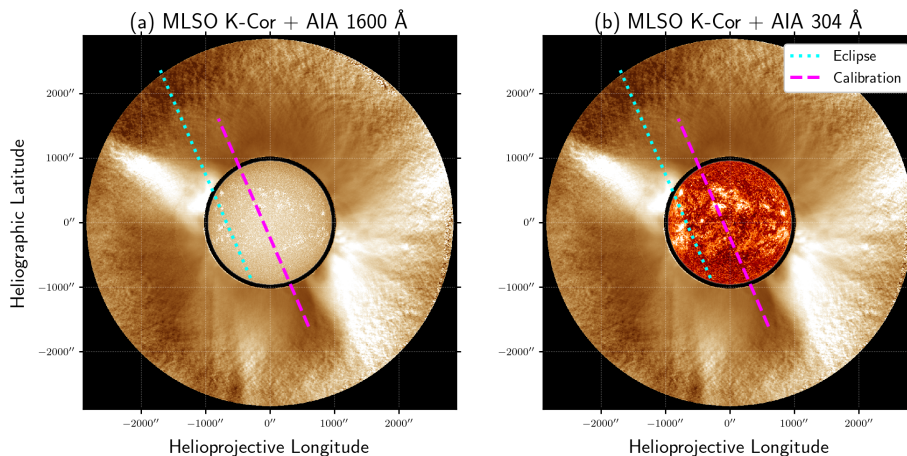 (a) MLSO K-Cor + AIA 1600 Å
(b) MLSO K-Cor + AIA 304 Å
Eclipse
Calibration
Heliographic Latitude
2000″
1000″
0″
−1000″
−2000″
2000″
1000″
0″
−1000″
−2000″
−2000″ −1000″ 0″ 1000″ 2000″
−2000″ −1000″ 0″ 1000″ 2000″
Helioprojective Longitude
Helioprojective Longitude